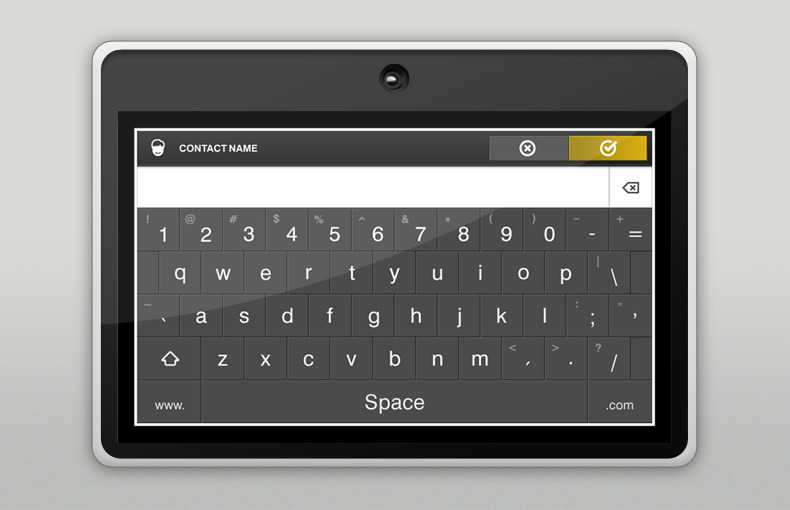 CONTACT NAME
! @ # $ % ^ & * ( ) – +
1 2 3 4 5 6 7 8 9 0 - =
q w e r t y u i o p | \
~ ` a s d f g h j k l : ; " ,
z x c v b n m < , > . ? /
www. Space .com